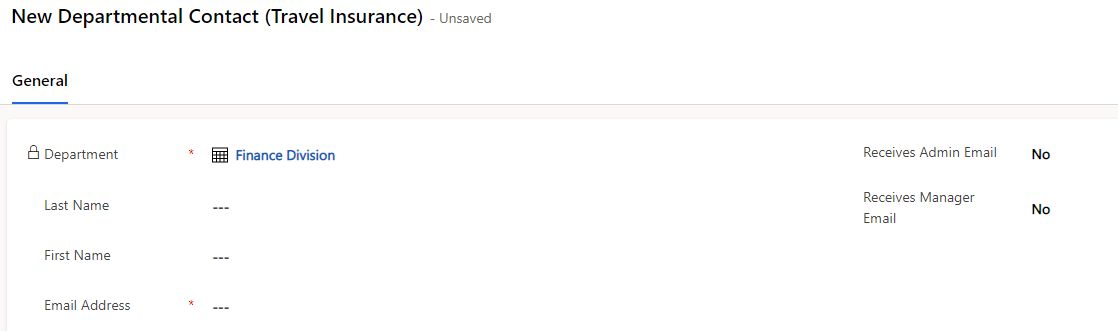 New Departmental Contact (Travel Insurance) - Unsaved
General
Department * Finance Division
Receives Admin Email No
Last Name ---
Receives Manager
Email No
First Name ---
Email Address * ---